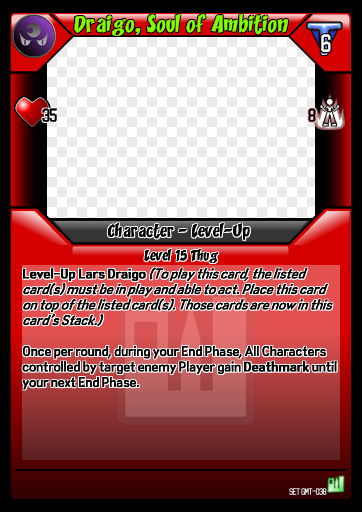 Draigo, Soul of Ambition
6
35
8
Character - Level-Up
Level 15 Thug
Level-Up Lars Draigo (To play this card, the listed
card(s) must be in play and able to act. Place this card
on top of the listed card(s). Those cards are now in this
card's Stack.)
Once per round, during your End Phase, All Characters
controlled by target enemy Player gain Deathmark until
your next End Phase.
SET GMT-038